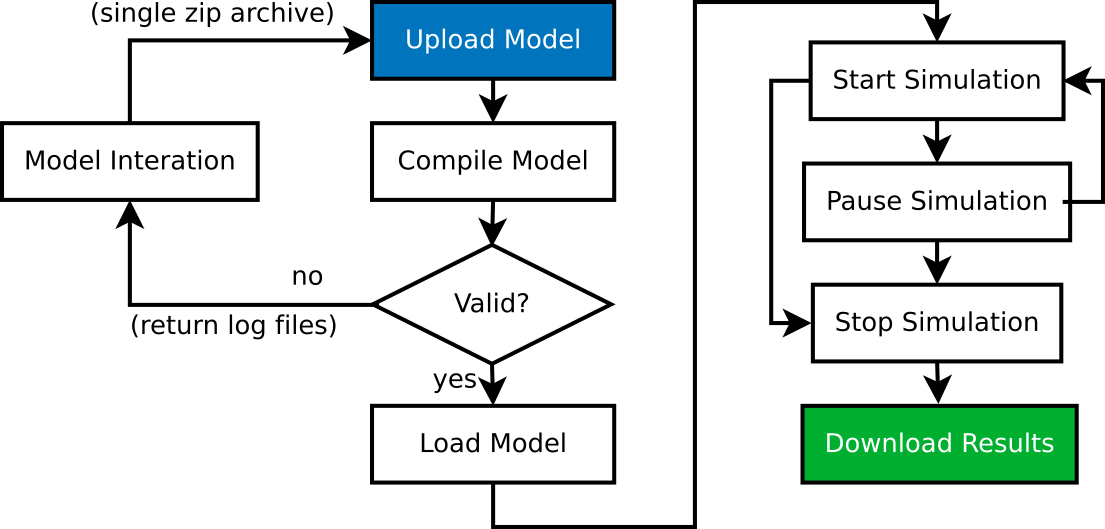 (single zip archive)
Upload Model
Model Interation
Compile Model
no
Valid?
(return log files)
yes
Load Model
Start Simulation
Pause Simulation
Stop Simulation
Download Results